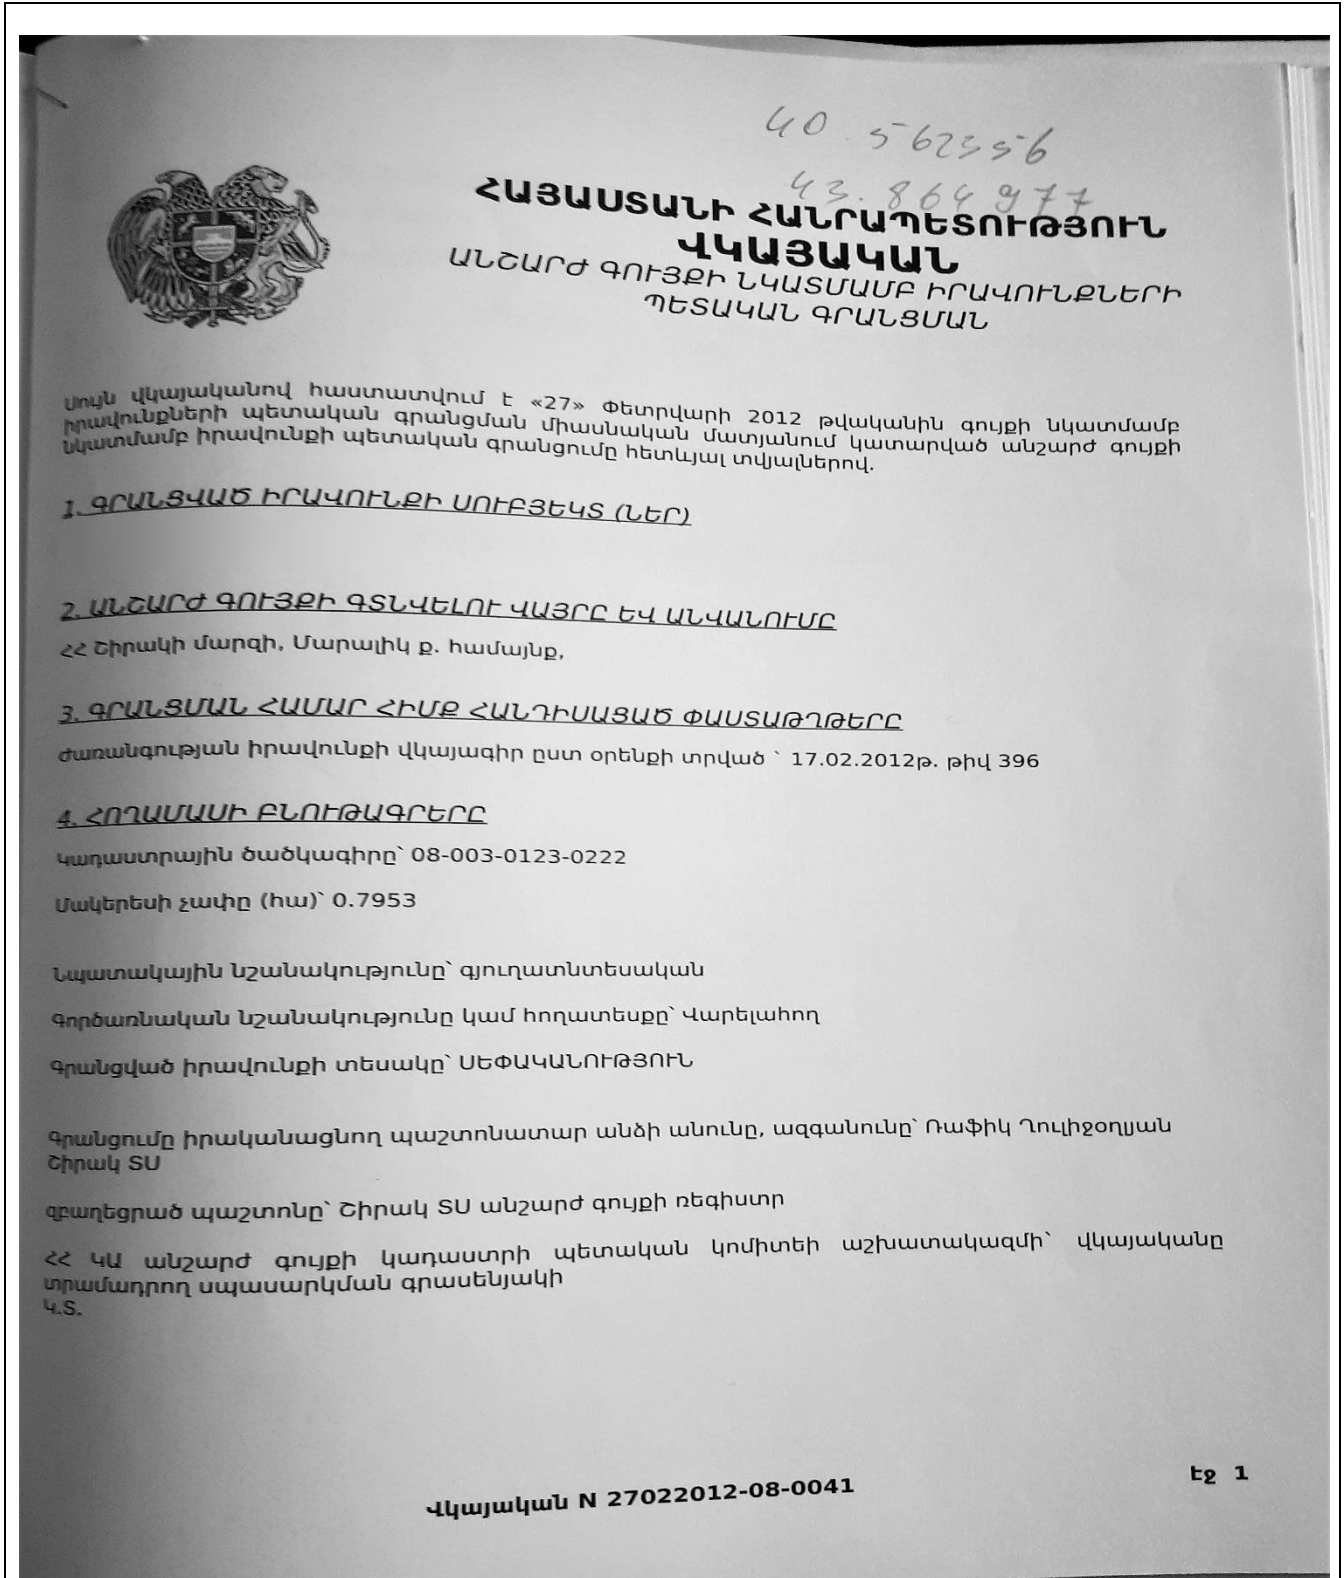 40.562356
43.864977
ՀԱՅԱՍՏԱՆԻ ՀԱՆՐԱՊԵՏՈՒԹՅՈՒՆ
ՎԿԱՅԱԿԱՆ
ԱՆՇԱՐԺ ԳՈՒՅՔԻ ՆԿԱՏՄԱՄԲ ԻՐԱՎՈՒՆՔՆԵՐԻ
ՊԵՏԱԿԱՆ ԳՐԱՆՑՄԱՆ
Սույն վկայականով հաստատվում է «27» Փետրվարի 2012 թվականին գույքի նկատմամբ
իրավունքների պետական գրանցման միասնական մատյանում կատարված անշարժ գույքի
նկատմամբ իրավունքի պետական գրանցումը հետևյալ տվյալներով.
1. ԳՐԱՆՑՎԱԾ ԻՐԱՎՈՒՆՔԻ ՍՈՒԲՅԵԿՏ (ՆԵՐ)
2. ԱՆՇԱՐԺ ԳՈՒՅՔԻ ԳՏՆՎԵԼՈՒ ՎԱՅՐԸ ԵՎ ԱՆՎԱՆՈՒՄԸ
ՀՀ Շիրակի մարզի, Մարալիկ ք. համայնք,
3. ԳՐԱՆՑՄԱՆ ՀԱՄԱՐ ՀԻՄՔ ՀԱՆԴԻՍԱՑԱԾ ՓԱՍՏԱԹՂԹԵՐԸ
Ժառանգության իրավունքի վկայագիր ըստ օրենքի տրված ` 17.02.2012թ. թիվ 396
4. ՀՈՂԱՄԱՍԻ ԲՆՈՒԹԱԳՐԵՐԸ
Կադաստրային ծածկագիրը` 08-003-0123-0222
Մակերեսի չափը (հա)` 0.7953
Նպատակային նշանակությունը` գյուղատնտեսական
Գործառնական նշանակությունը կամ հողատեսքը` Վարելահող
Գրանցված իրավունքի տեսակը` ՍԵՓԱԿԱՆՈՒԹՅՈՒՆ
Գրանցումը իրականացնող պաշտոնատար անձի անունը, ազգանունը` Ռաֆիկ Ղուլիջօղլյան
Շիրակ ՏՍ
զբաղեցրած պաշտոնը` Շիրակ ՏՍ անշարժ գույքի ռեգիստր
ՀՀ ԿԱ անշարժ գույքի կադաստրի պետական կոմիտեի աշխատակազմի` վկայականը
տրամադրող սպասարկման գրասենյակի
Կ.Տ.
Էջ 1
Վկայական N 27022012-08-0041